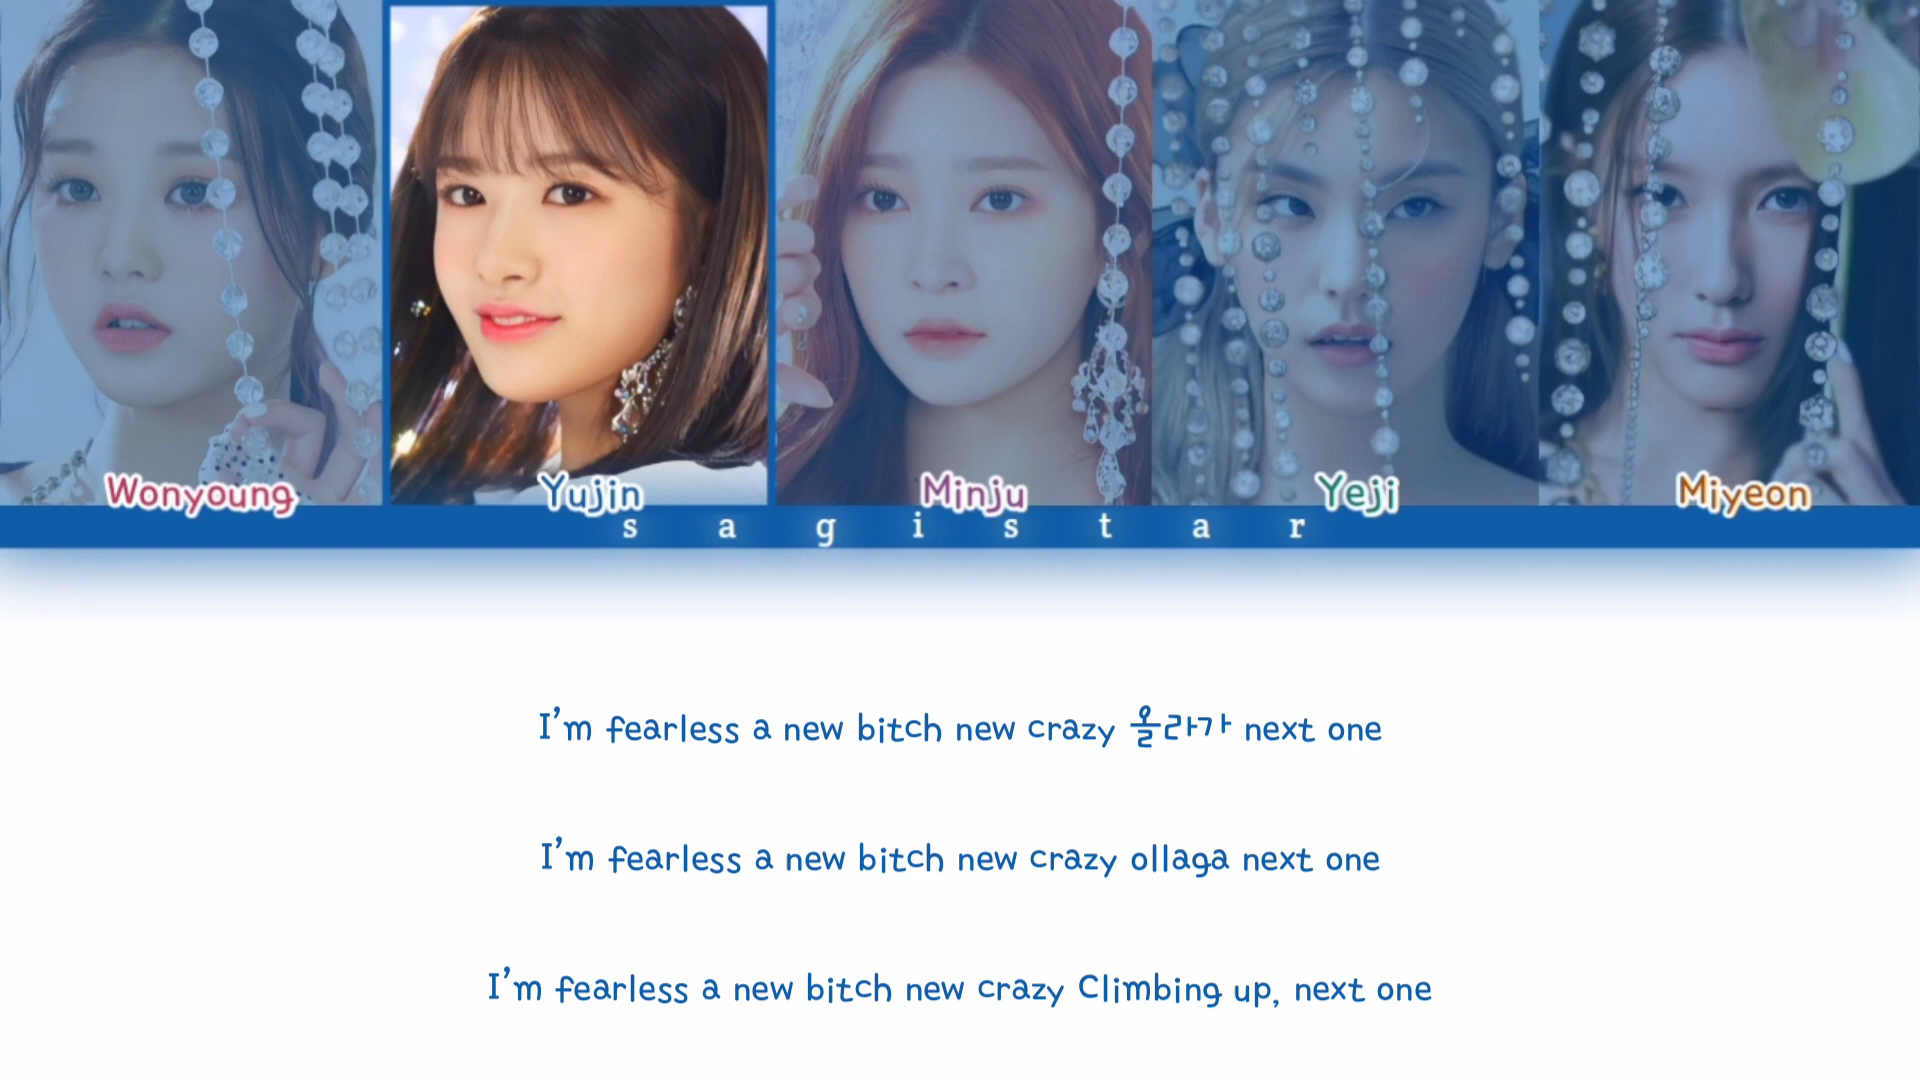 Wonyoung
Yujin
Minju
Yeji
Miyeon
s a g i s t a r
I'm fearless a new bitch new crazy 올라가 next one
I'm fearless a new bitch new crazy ollaga next one
I'm fearless a new bitch new crazy Climbing up, next one